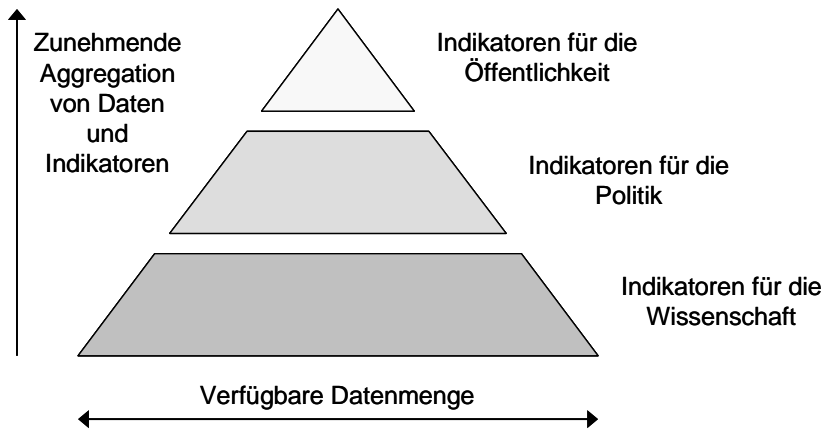 Zunehmende
Aggregation
von Daten
und
Indikatoren
Indikatoren für die
Öffentlichkeit
Indikatoren für die
Politik
Indikatoren für die
Wissenschaft
Verfügbare Datenmenge